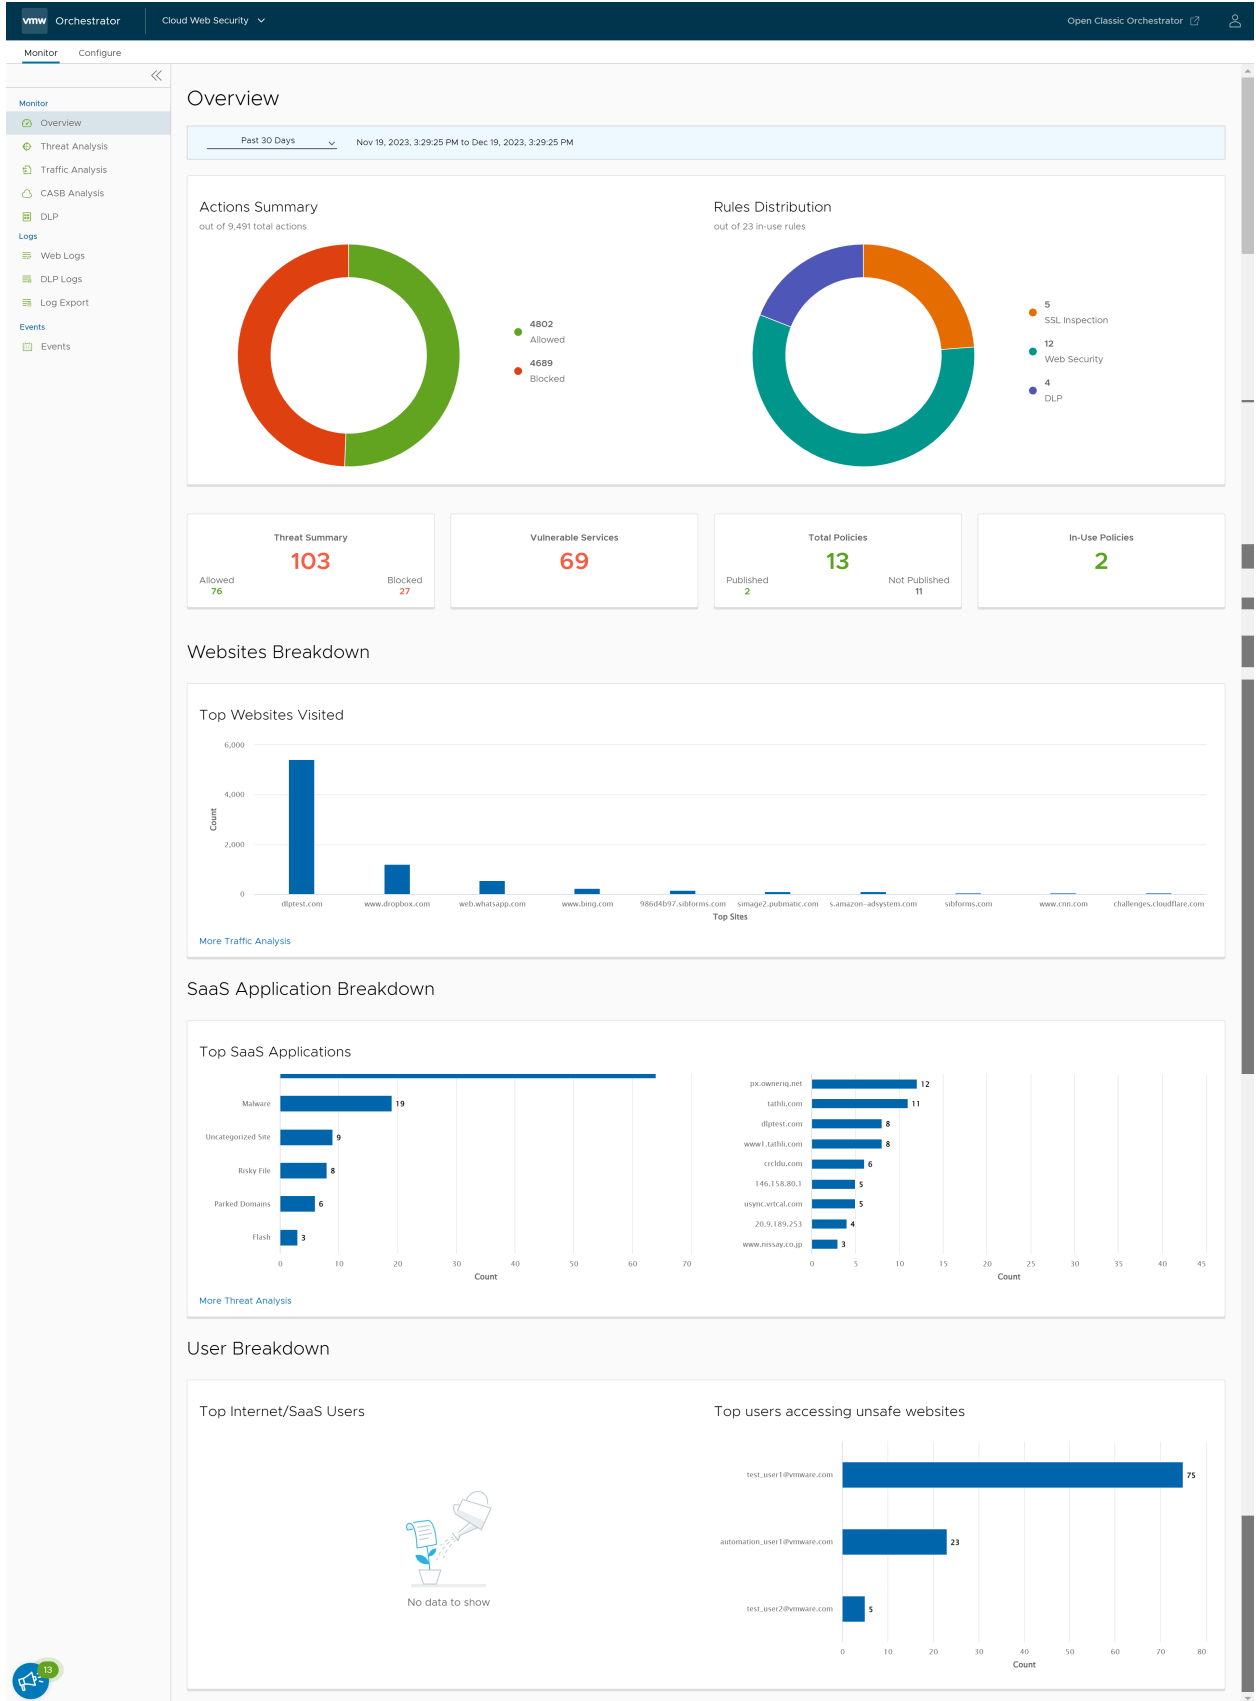 vmw Orchestrator Cloud Web Security Open Classic Orchestrator
Monitor Configure
Monitor
Overview
Threat Analysis
Traffic Analysis
CASB Analysis
DLP
Logs
Web Logs
DLP Logs
Log Export
Events
Events
13
Overview
Past 30 Days Nov 19, 2023, 3:29:25 PM to Dec 19, 2023, 3:29:25 PM
Actions Summary
out of 9,491 total actions
4802
Allowed
4689
Blocked
Rules Distribution
out of 23 in-use rules
5
SSL Inspection
12
Web Security
4
DLP
Threat Summary
103
Allowed Blocked
76 27
Vulnerable Services
69
Total Policies
13
Published Not Published
2 11
In-Use Policies
2
Websites Breakdown
Top Websites Visited
6,000
4,000
2,000
0
Count
dlptest.com www.dropbox.com web.whatsapp.com www.bing.com 986d4b97.sibforms.com simage2.pubmatic.com s.amazon-adsystem.com sibforms.com www.cnn.com challenges.cloudflare.com
Top Sites
More Traffic Analysis
SaaS Application Breakdown
Top SaaS Applications
Malware 19
Uncategorized Site 9
Risky File 8
Parked Domains 6
Flash 3
0 10 20 30 40 50 60 70
Count
px.owneriq.net 12
tathli.com 11
dlptest.com 8
www1.tathli.com 8
crcldu.com 6
146.158.80.1 5
usync.vrtcal.com 5
20.9.189.253 4
www.nissay.co.jp 3
0 5 10 15 20 25 30 35 40 45
Count
More Threat Analysis
User Breakdown
Top Internet/SaaS Users
No data to show
Top users accessing unsafe websites
test_user1@vmware.com 75
automation_user1@vmware.com 23
test_user2@vmware.com 5
0 10 20 30 40 50 60 70 80
Count